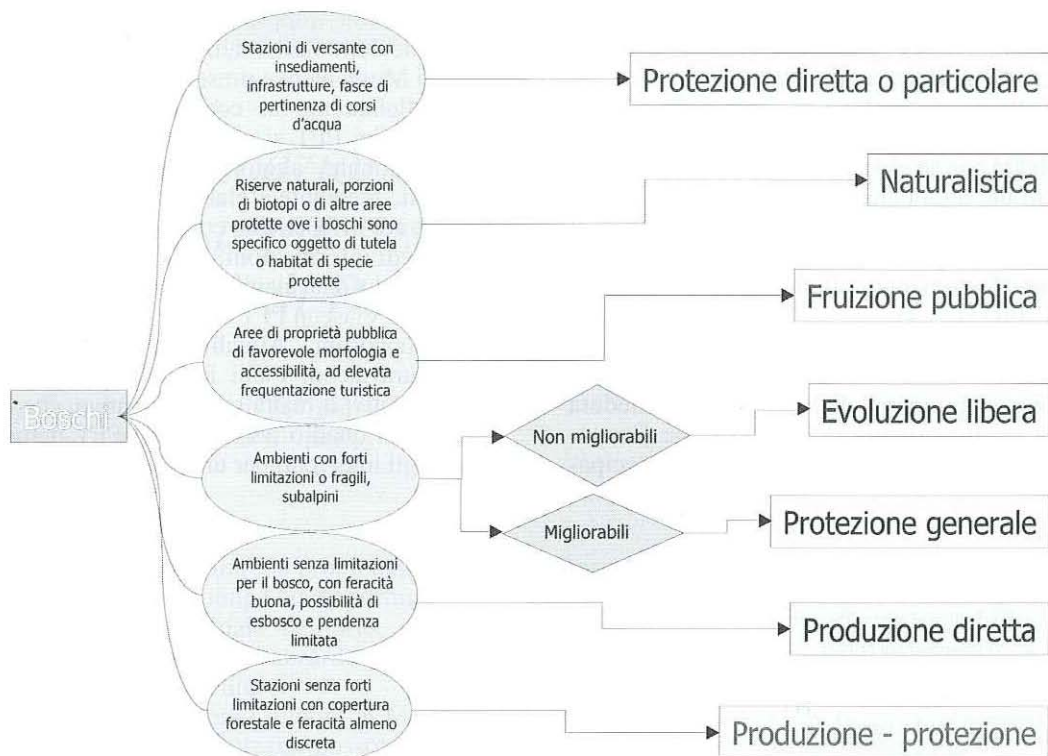 Boschi
Stazioni di versante con
insediamenti,
infrastrutture, fasce di
pertinenza di corsi
d'acqua
Protezione diretta o particolare
Riserve naturali, porzioni
di biotopi o di altre aree
protette ove i boschi sono
specifico oggetto di tutela
o habitat di specie
protette
Naturalistica
Aree di proprietà pubblica
di favorevole morfologia e
accessibilità, ad elevata
frequentazione turistica
Fruizione pubblica
Ambienti con forti
limitazioni o fragili,
subalpini
Non migliorabili
Evoluzione libera
Migliorabili
Protezione generale
Ambienti senza limitazioni
per il bosco, con feracità
buona, possibilità di
esbosco e pendenza
limitata
Produzione diretta
Stazioni senza forti
limitazioni con copertura
forestale e feracità almeno
discreta
Produzione - protezione